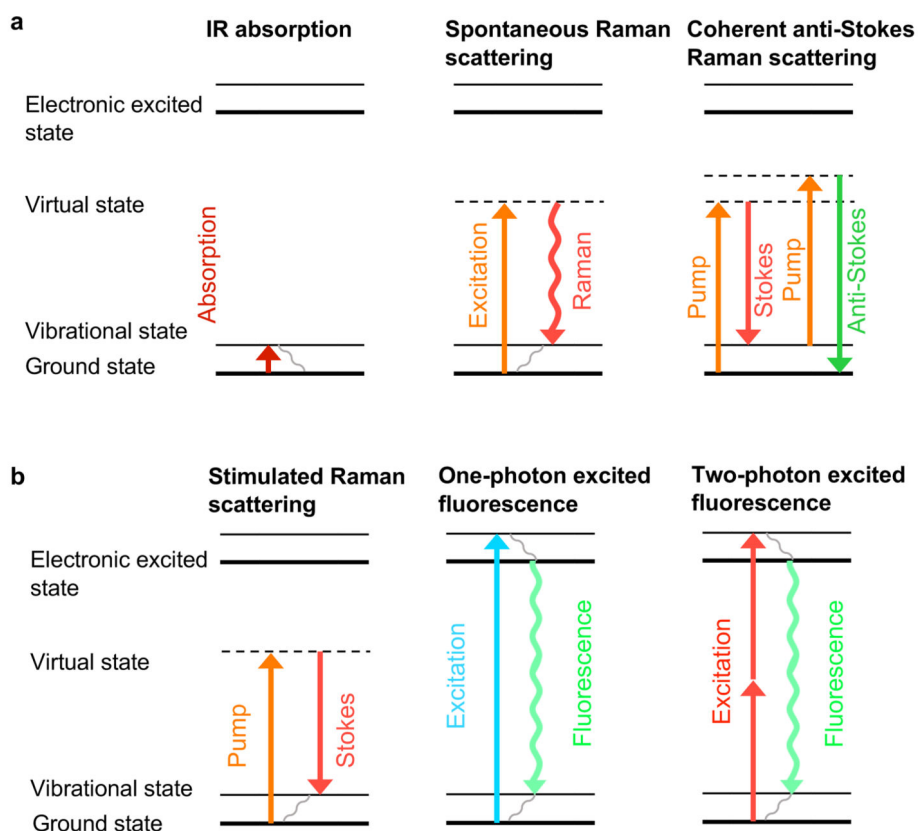 a
IR absorption
Spontaneous Raman
scattering
Coherent anti-Stokes
Raman scattering
Electronic excited
state
Virtual state
Vibrational state
Ground state
Absorption
Excitation
Raman
Pump
Stokes
Pump
Anti-Stokes
b
Stimulated Raman
scattering
One-photon excited
fluorescence
Two-photon excited
fluorescence
Electronic excited
state
Virtual state
Vibrational state
Ground state
Pump
Stokes
Excitation
Fluorescence
Excitation
Fluorescence